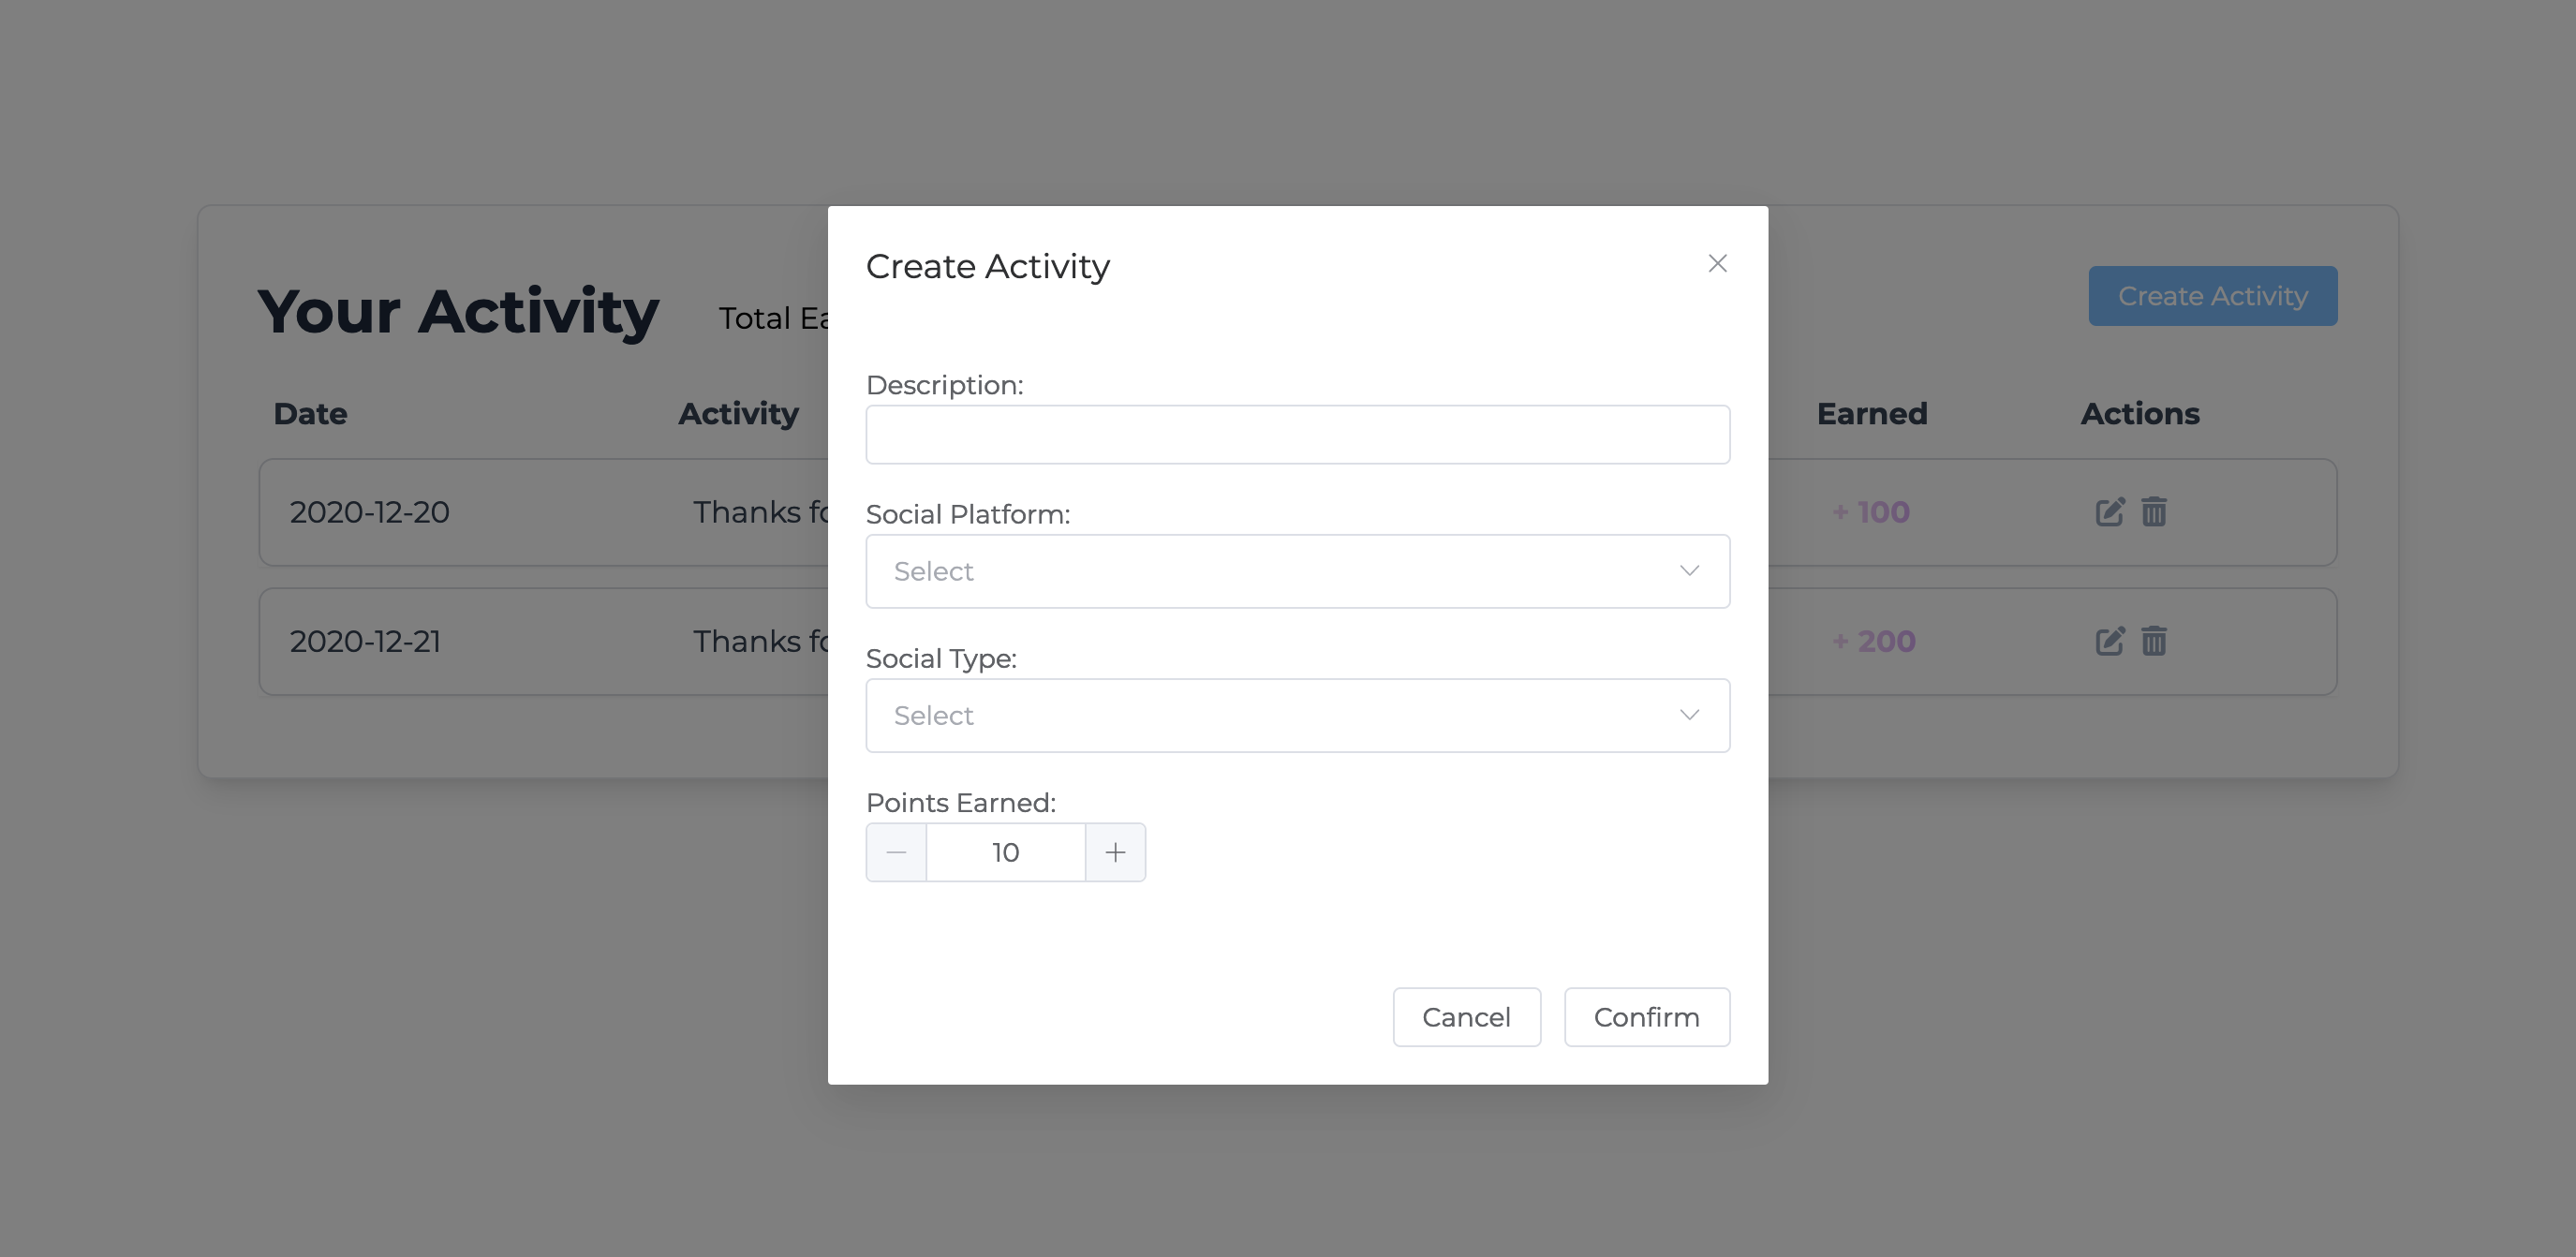 Create Activity
Your Activity
Total Ea
Create Activity
Date
Activity
Earned
Actions
2020-12-20
Thanks fo
+ 100
2020-12-21
Thanks fo
+ 200
Description:
Social Platform:
Select
Social Type:
Select
Points Earned:
10
Cancel
Confirm